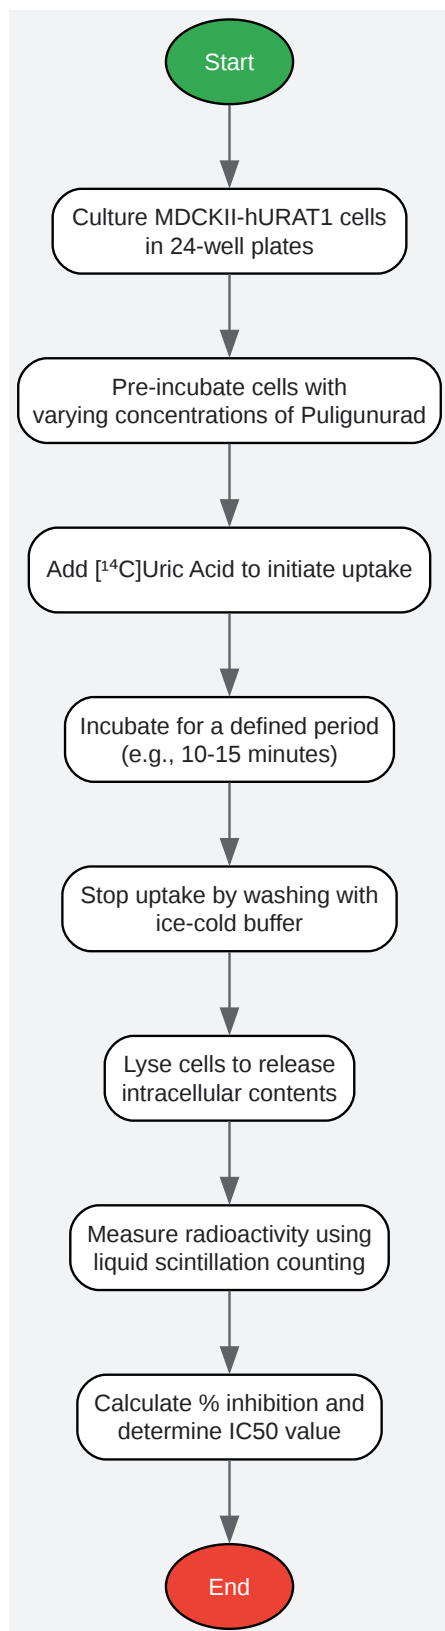 Start
Culture MDCKII-hURAT1 cells
in 24-well plates
Pre-incubate cells with
varying concentrations of Puligunurad
Add [¹⁴C]Uric Acid to initiate uptake
Incubate for a defined period
(e.g., 10-15 minutes)
Stop uptake by washing with
ice-cold buffer
Lyse cells to release
intracellular contents
Measure radioactivity using
liquid scintillation counting
Calculate % inhibition and
determine IC50 value
End